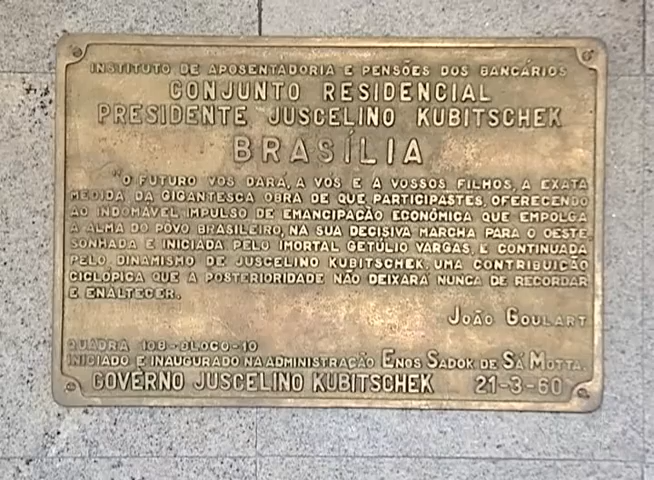 INSTITUTO DE APOSENTADORIA E PENSÕES DOS BANCÁRIOS
CONJUNTO RESIDENCIAL
PRESIDENTE JUSCELINO KUBITSCHEK
BRASÍLIA
"O FUTURO VOS DARÁ, A VÓS E A VOSSOS FILHOS, A EXATA
MEDIDA DA GIGANTESCA OBRA DE QUE PARTICIPASTES, OFERECENDO
AO INDOMÁVEL IMPULSO DE EMANCIPAÇÃO ECONÔMICA QUE EMPOLGA
A ALMA DO POVO BRASILEIRO, NA SUA DECISIVA MARCHA PARA O OESTE
SONHADA E INICIADA PELO IMORTAL GETÚLIO VARGAS, E CONTINUADA
PELO DINAMISMO DE JUSCELINO KUBITSCHEK, UMA CONTRIBUIÇÃO
CICLÓPICA QUE A POSTERIORIDADE NÃO DEIXARÁ NUNCA DE RECORDAR
E ENALTECER.
JOÃO GOULART
QUADRA 108-BLOCO-10
INICIADO E INAUGURADO NA ADMINISTRAÇÃO ENOS SADOK DE SÁ MOTTA.
GOVÊRNO JUSCELINO KUBITSCHEK 21-3-60